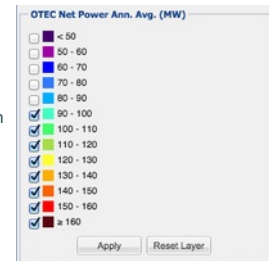 OTEC Net Power Ann. Avg. (MW)
< 50
50 - 60
60 - 70
70 - 80
80 - 90
90 - 100
100 - 110
110 - 120
120 - 130
130 - 140
140 - 150
150 - 160
≥ 160
Apply Reset Layer